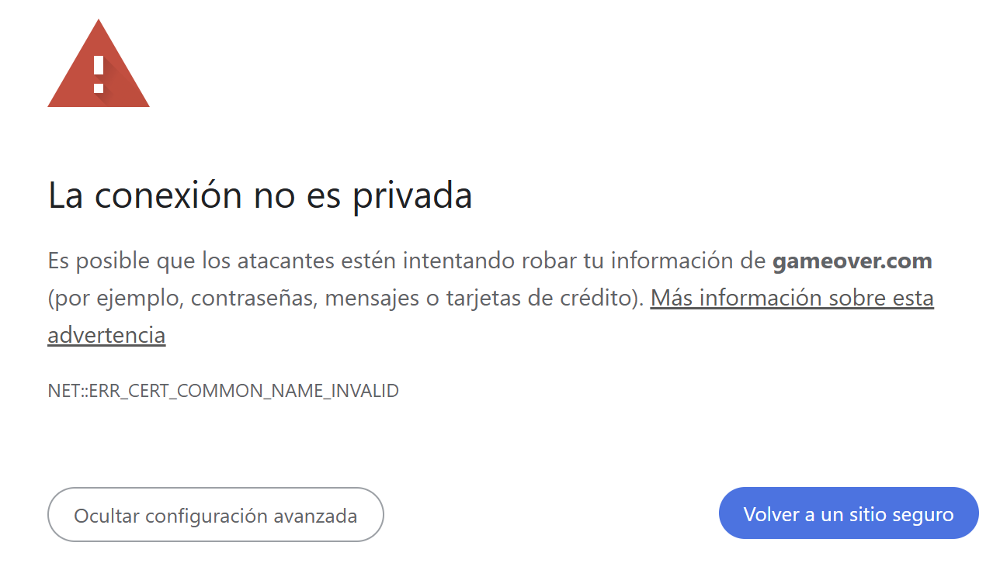 La conexión no es privada
Es posible que los atacantes estén intentando robar tu información de gameover.com
(por ejemplo, contraseñas, mensajes o tarjetas de crédito). Más información sobre esta
advertencia
NET::ERR_CERT_COMMON_NAME_INVALID
Ocultar configuración avanzada
Volver a un sitio seguro